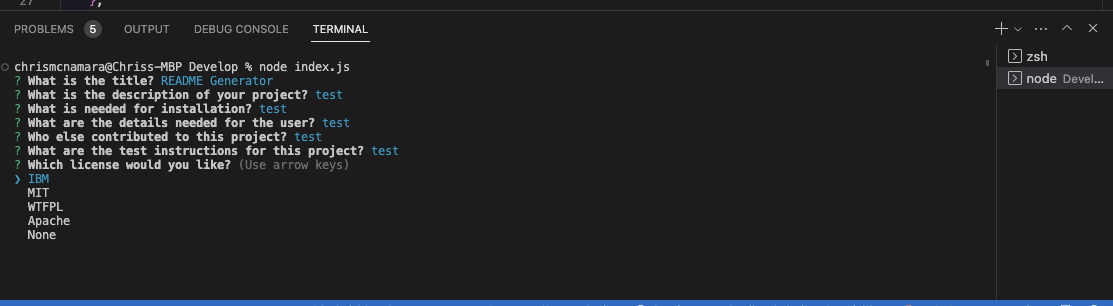 27 },
PROBLEMS 5 OUTPUT DEBUG CONSOLE TERMINAL
chrismcnamara@Chriss-MBP Develop % node index.js
? What is the title? README Generator
? What is the description of your project? test
? What is needed for installation? test
? What are the details needed for the user? test
? Who else contributed to this project? test
? What are the test instructions for this project? test
? Which license would you like? (Use arrow keys)
❯ IBM
MIT
WTFPL
Apache
None
zsh
node Devel...